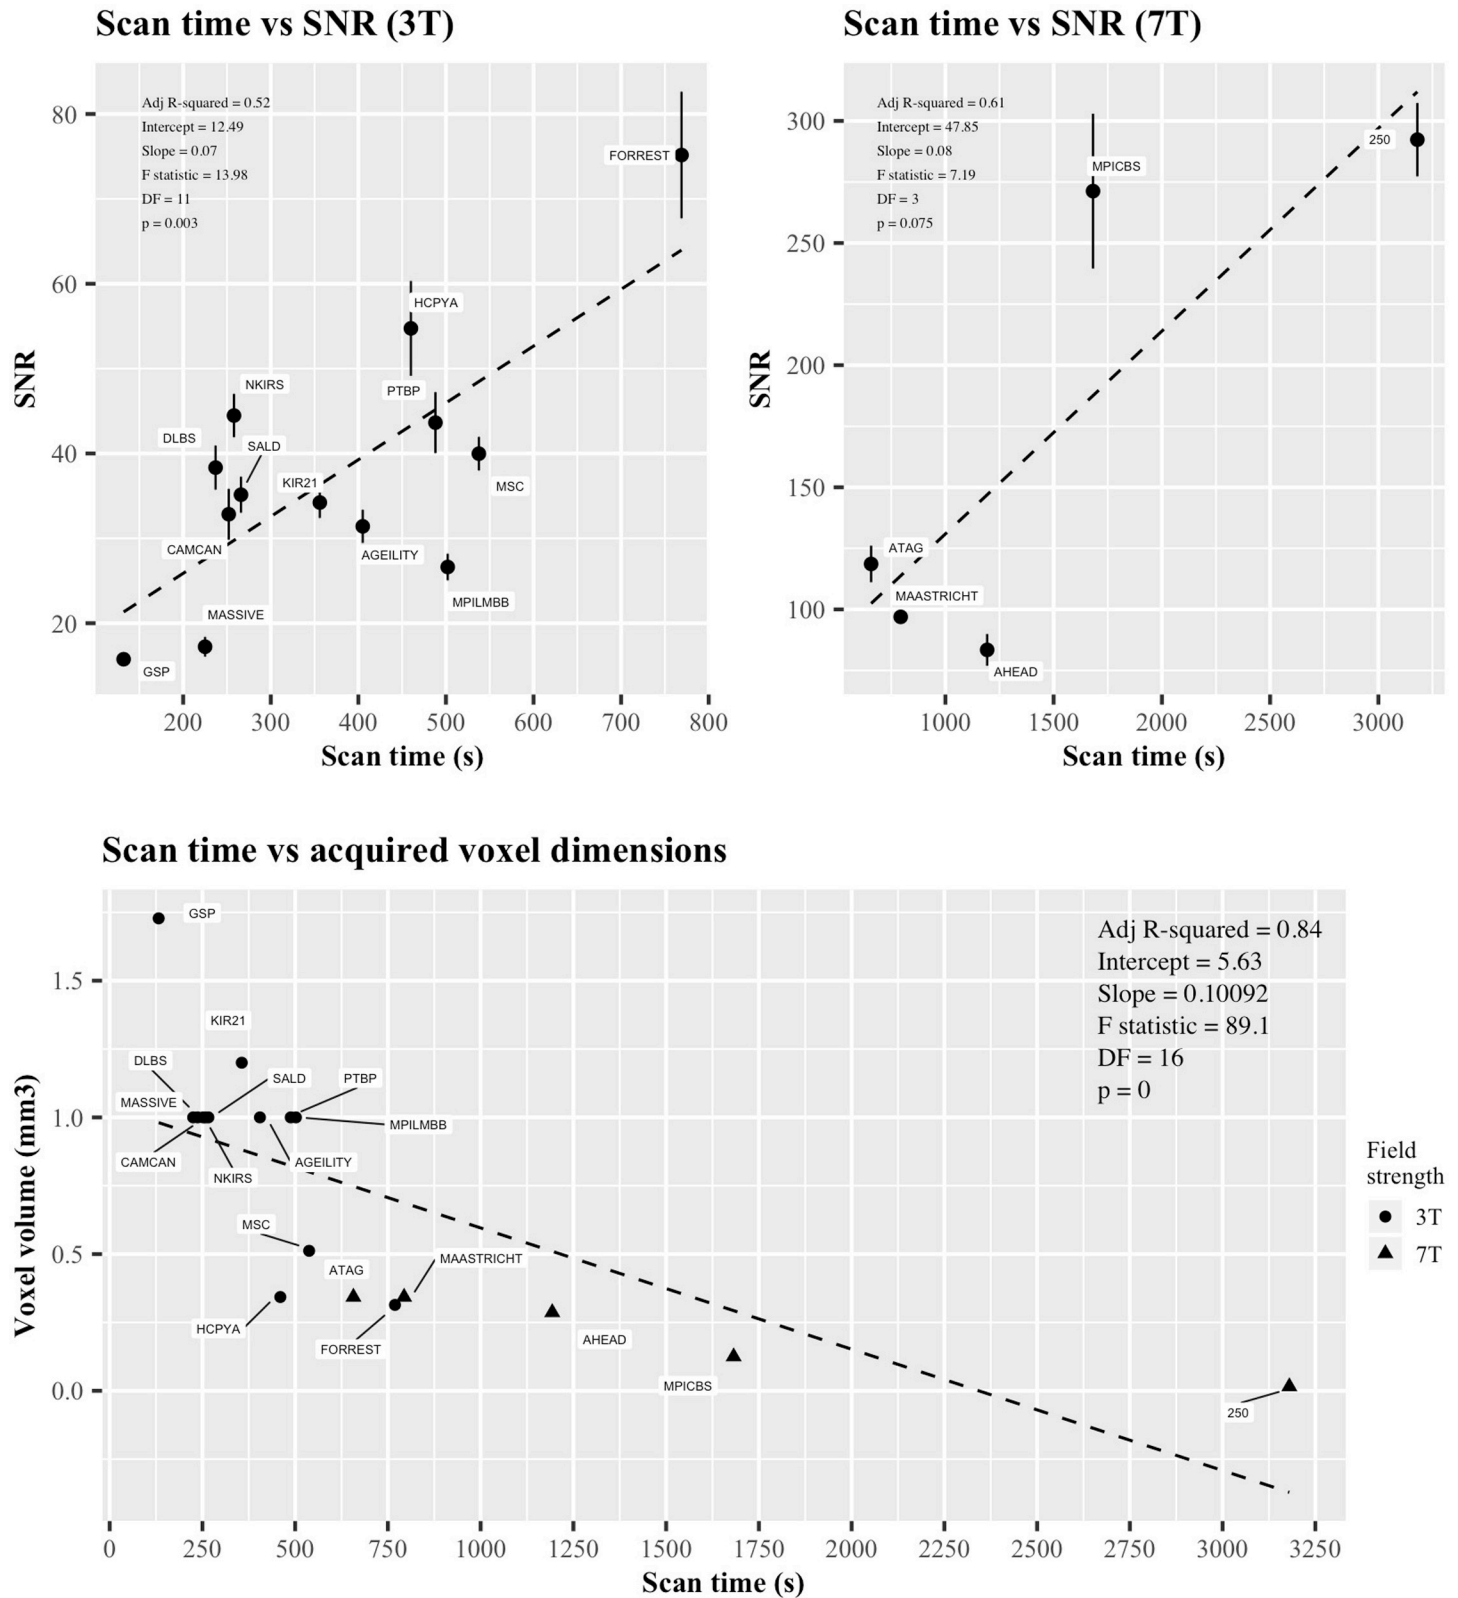 Scan time vs SNR (3T)
Adj R-squared = 0.52
Intercept = 12.49
Slope = 0.07
F statistic = 13.98
DF = 11
p = 0.003
80
60
40
20
SNR
FORREST
HCPYA
PTBP
NKIRS
DLBS
SALD
KIR21
MSC
CAMCAN
AGEILITY
MPILMBB
MASSIVE
GSP
200 300 400 500 600 700 800
Scan time (s)
Scan time vs SNR (7T)
Adj R-squared = 0.61
Intercept = 47.85
Slope = 0.08
F statistic = 7.19
DF = 3
p = 0.075
300
250
200
150
100
SNR
250
MPICBS
ATAG
MAASTRICHT
AHEAD
1000 1500 2000 2500 3000
Scan time (s)
Scan time vs acquired voxel dimensions
Adj R-squared = 0.84
Intercept = 5.63
Slope = 0.10092
F statistic = 89.1
DF = 16
p = 0
1.5
1.0
0.5
0.0
Voxel volume (mm3)
GSP
KIR21
DLBS
SALD
PTBP
MASSIVE
MPILMBB
CAMCAN
AGEILITY
NKIRS
MSC
MAASTRICHT
ATAG
HCPYA
AHEAD
FORREST
MPICBS
250
0 250 500 750 1000 1250 1500 1750 2000 2250 2500 2750 3000 3250
Scan time (s)
Field
strength
3T
7T